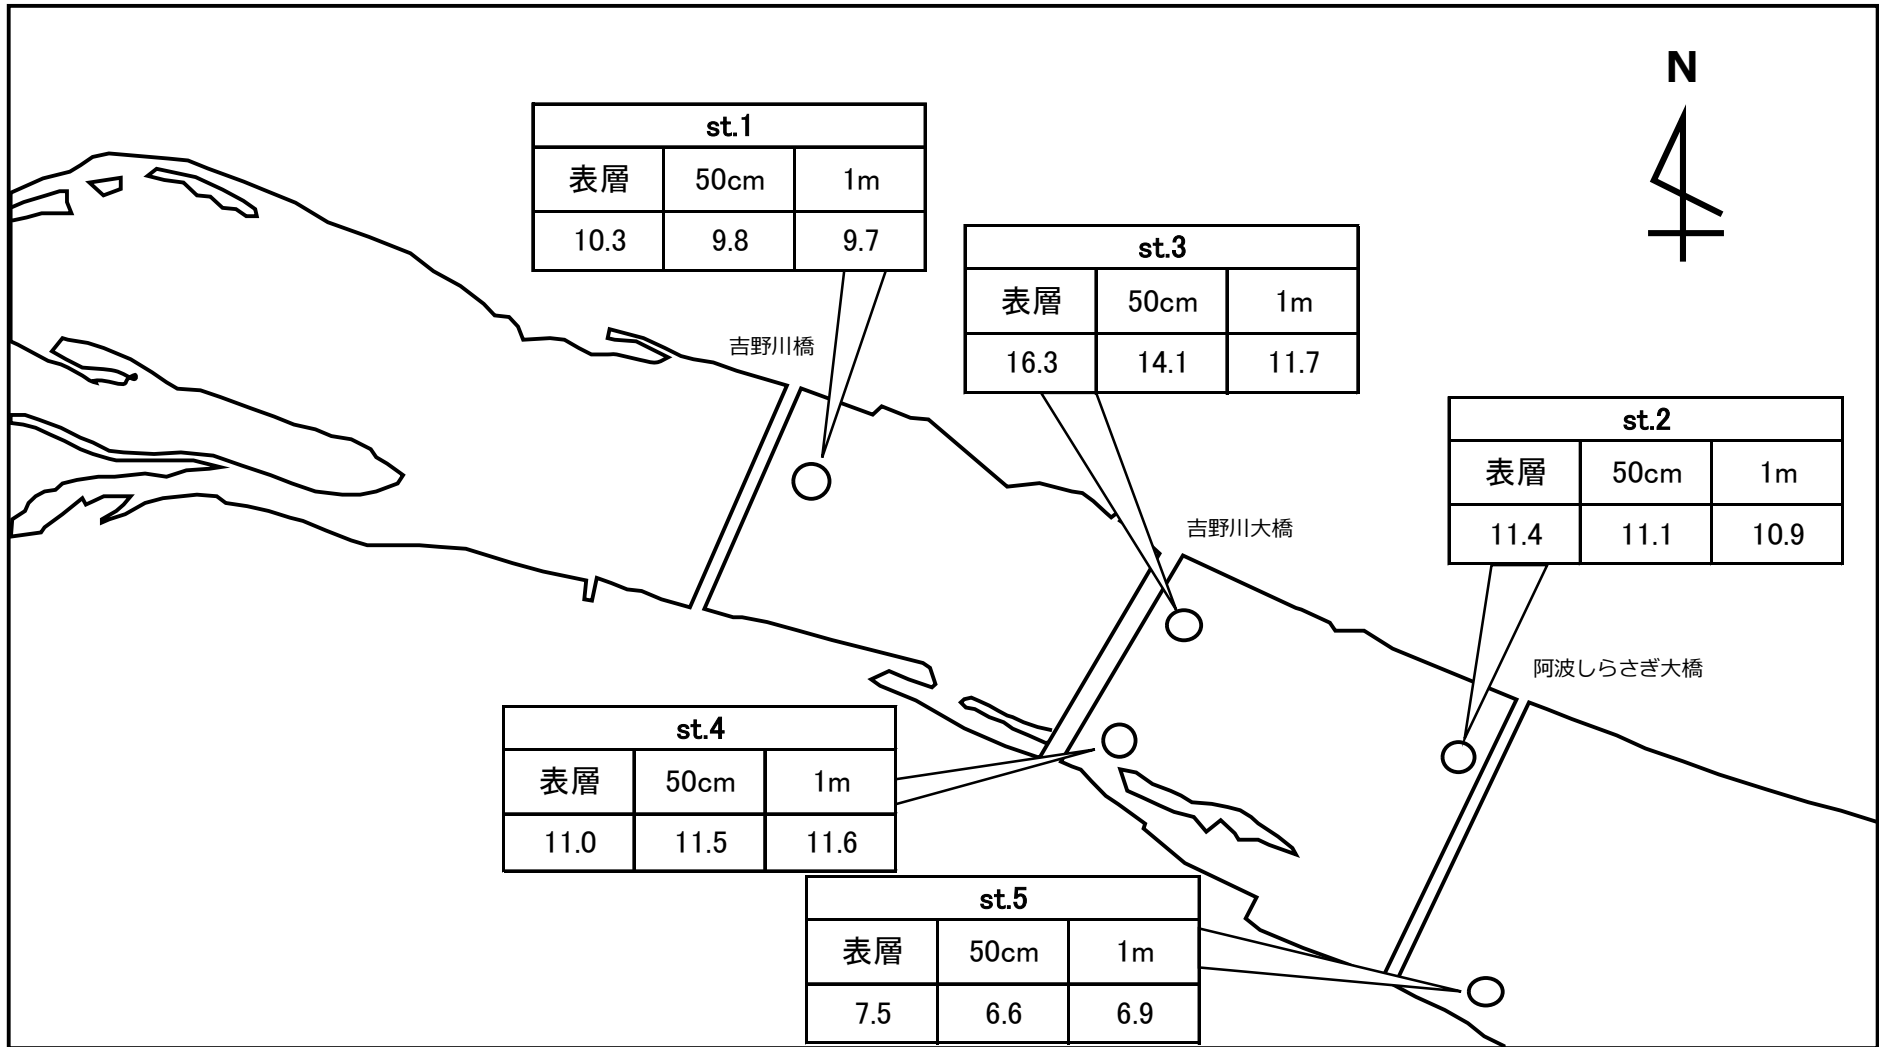 N
st.1
表層 50cm 1m
10.3 9.8 9.7
st.3
表層 50cm 1m
16.3 14.1 11.7
吉野川橋
st.2
表層 50cm 1m
11.4 11.1 10.9
吉野川大橋
阿波しらさぎ大橋
st.4
表層 50cm 1m
11.0 11.5 11.6
st.5
表層 50cm 1m
7.5 6.6 6.9